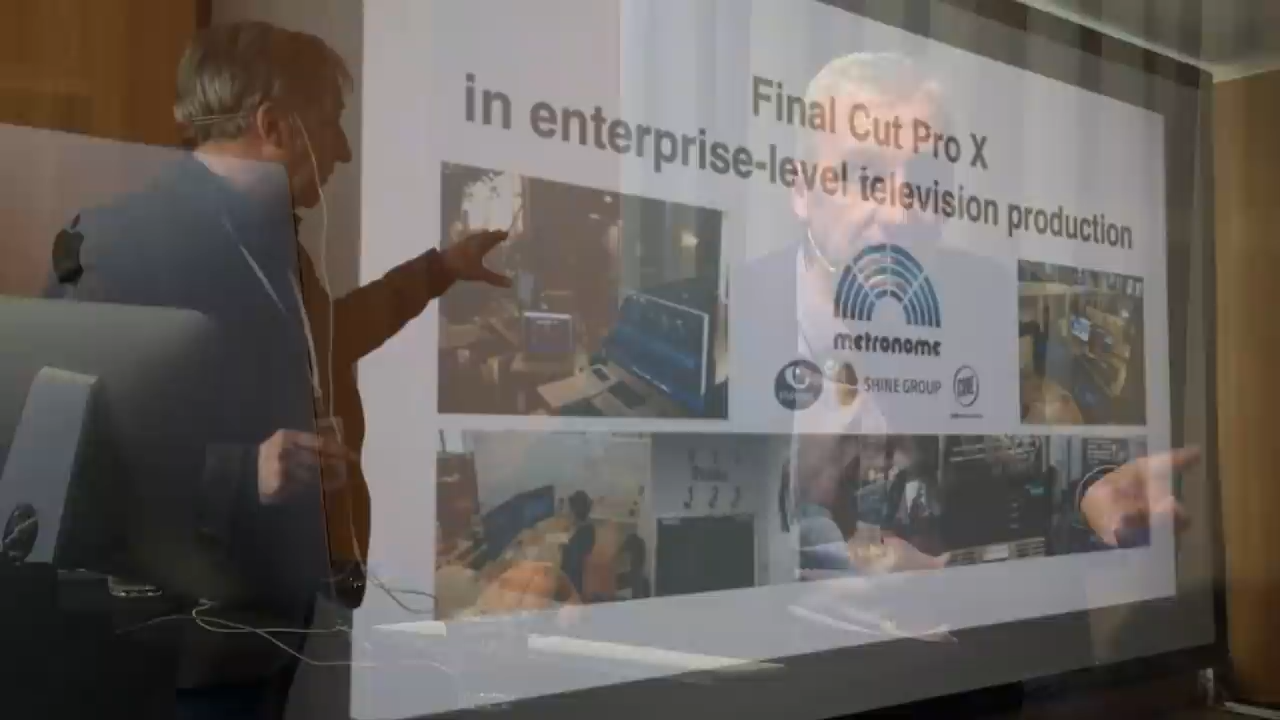 Final Cut Pro X
in enterprise-level television production
metronome
SHINE GROUP